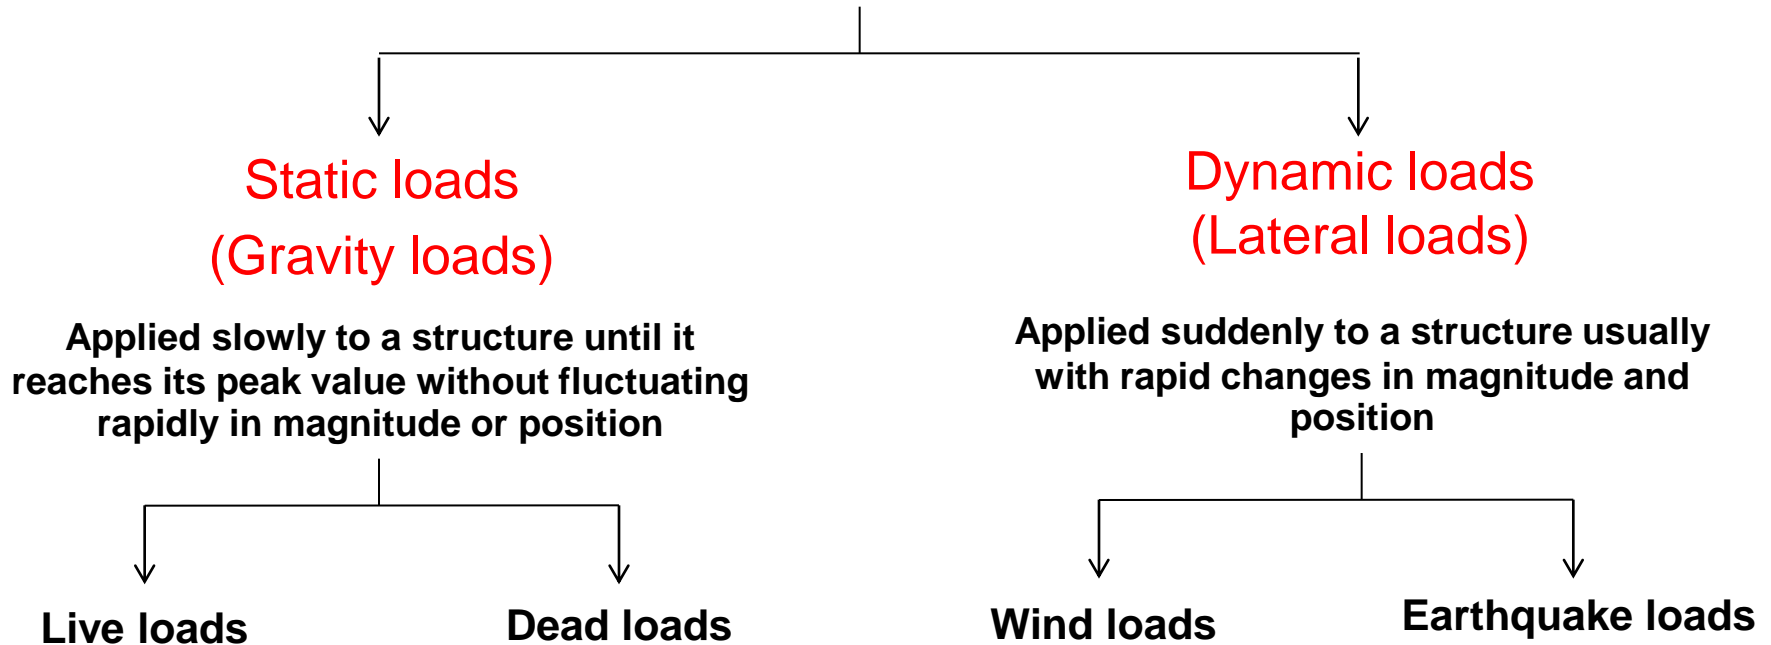 Static loads
(Gravity loads)
Applied slowly to a structure until it
reaches its peak value without fluctuating
rapidly in magnitude or position
Live loads
Dead loads
Dynamic loads
(Lateral loads)
Applied suddenly to a structure usually
with rapid changes in magnitude and
position
Wind loads
Earthquake loads